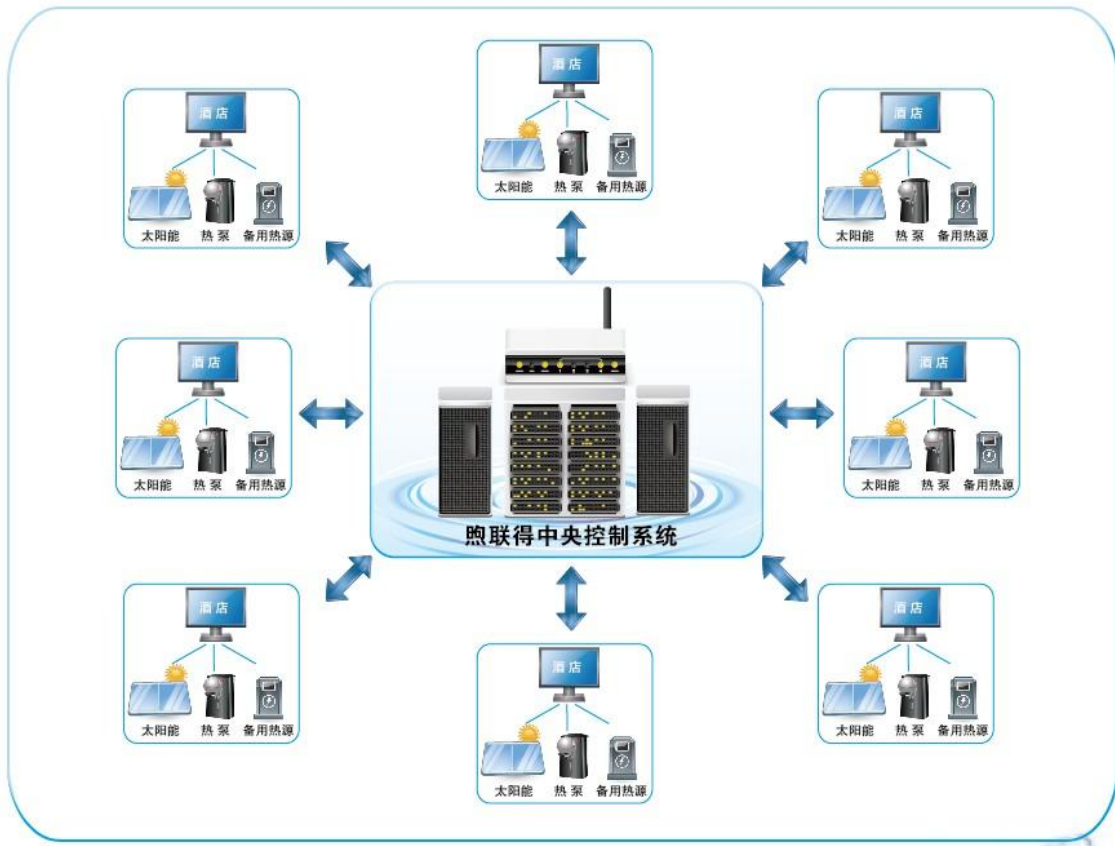 酒店
太阳能 热泵 备用热源
酒店
太阳能 热泵 备用热源
酒店
太阳能 热泵 备用热源
酒店
太阳能 热泵 备用热源
煦联得中央控制系统
酒店
太阳能 热泵 备用热源
酒店
太阳能 热泵 备用热源
酒店
太阳能 热泵 备用热源
酒店
太阳能 热泵 备用热源